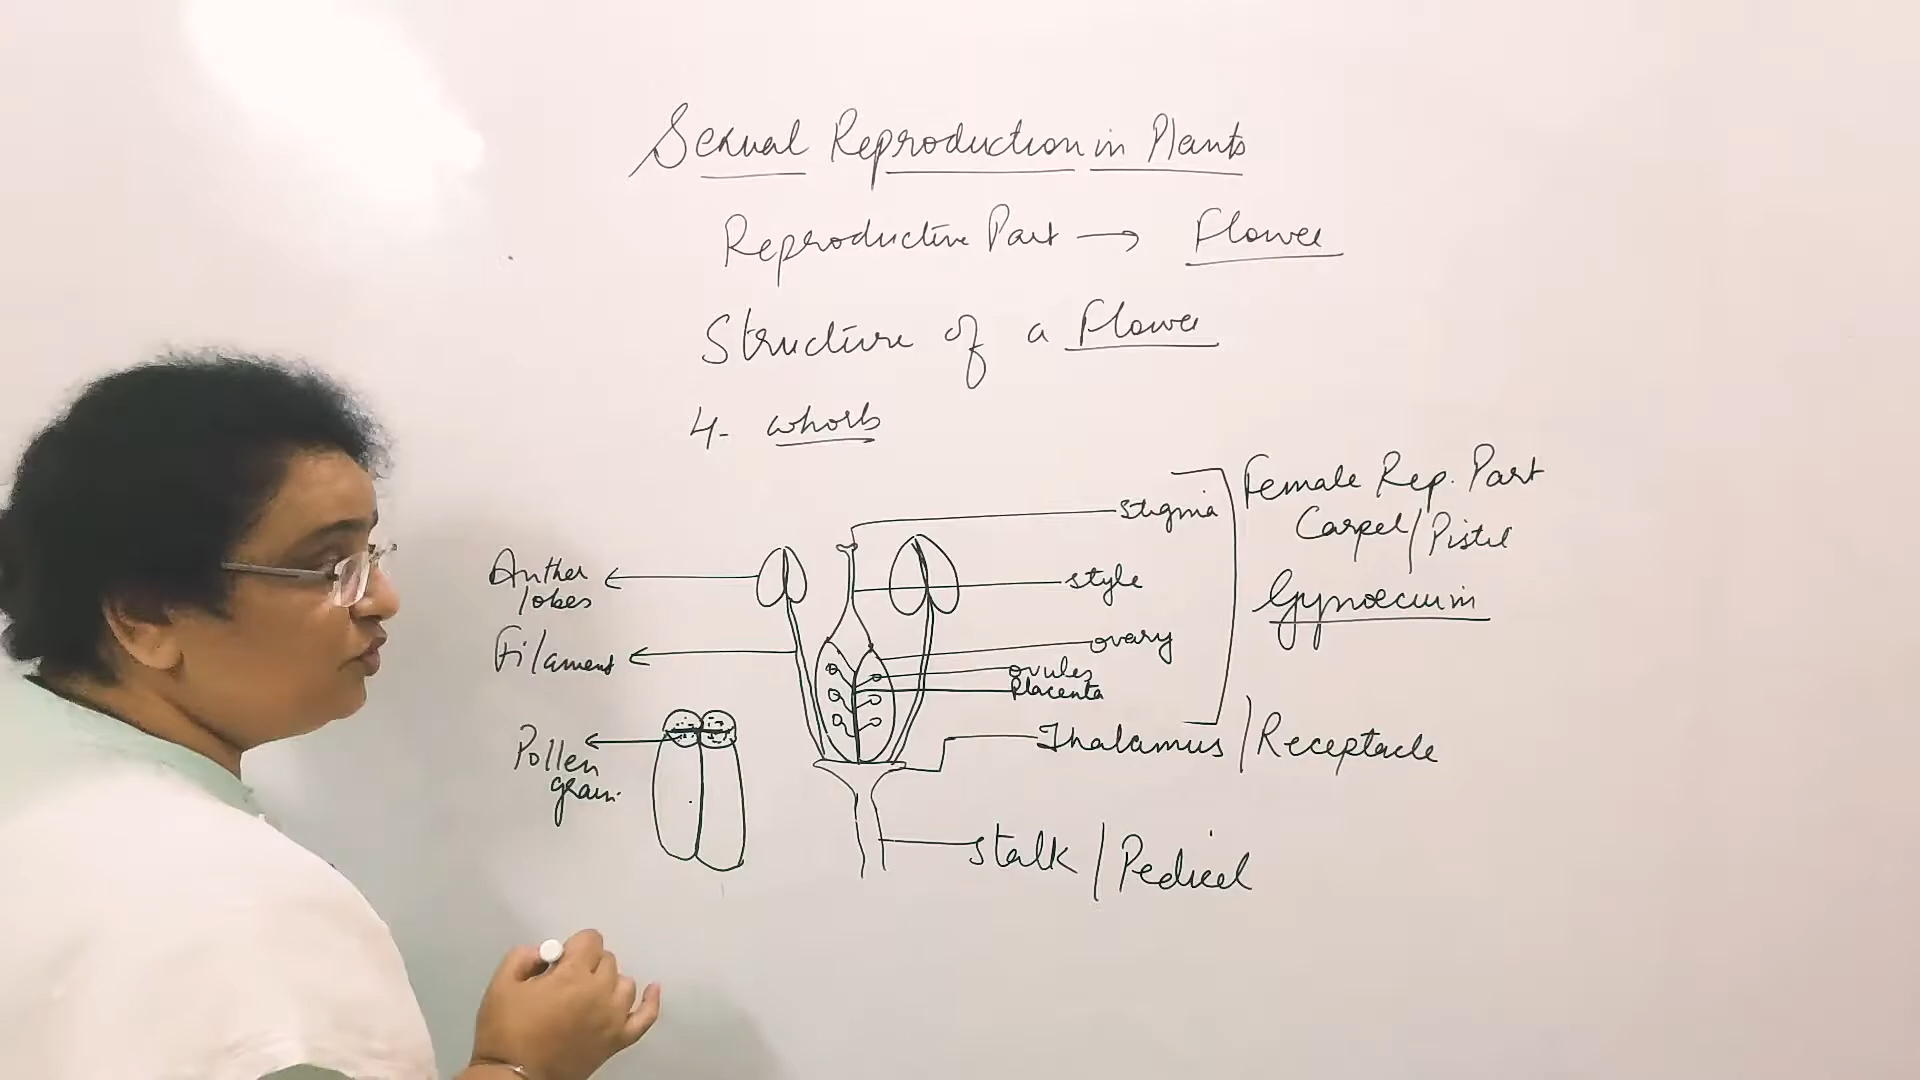 Sexual Reproduction in Plants
Reproductive Part → Flower
Structure of a Flower
4- whorls
Stigma
Female Rep. Part
Carpel/Pistil
Gynoecium
Anther
lobes
style
Filament
ovary
ovules
Placenta
Pollen
grain.
Thalamus/Receptacle
Stalk/Pedicel